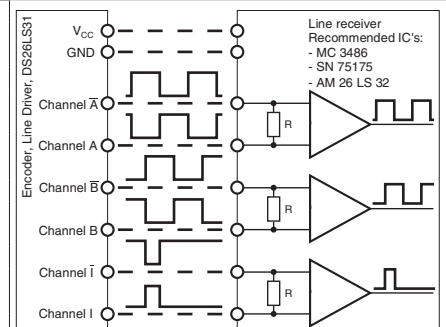 Encoder, Line Driver, DS26LS31
V_CC
GND
Channel A̅
Channel A
Channel B̅
Channel B
Channel I̅
Channel I
Line receiver
Recommended IC's:
- MC 3486
- SN 75175
- AM 26 LS 32
R
R
R